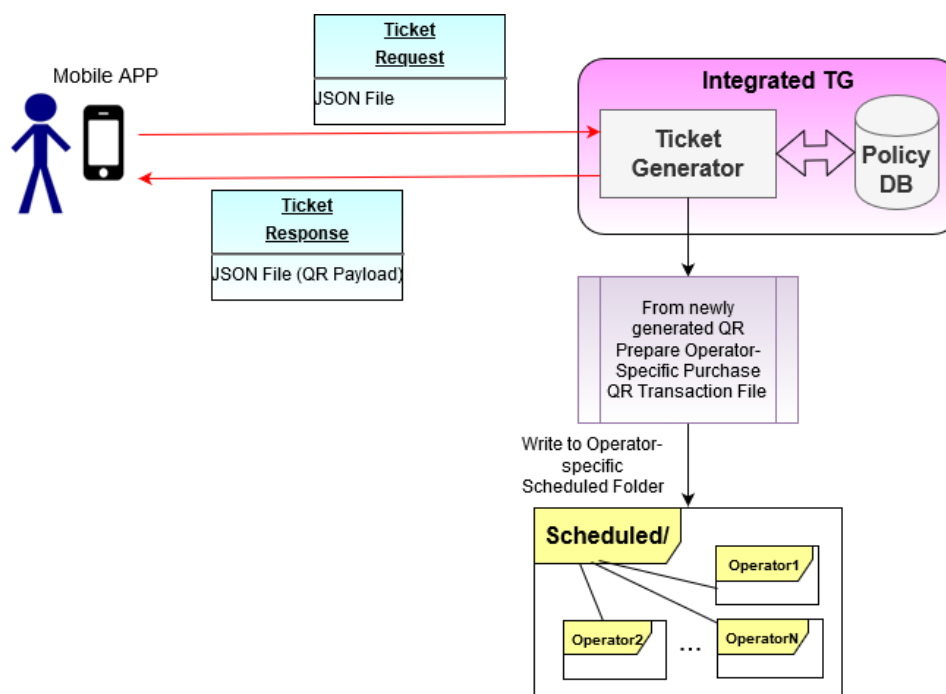 Ticket
Request
JSON File
Mobile APP
Integrated TG
Ticket
Generator
Policy
DB
Ticket
Response
JSON File (QR Payload)
From newly
generated QR
Prepare Operator-
Specific Purchase
QR Transaction File
Write to Operator-
specific
Scheduled Folder
Scheduled/
Operator1
Operator2
...
OperatorN